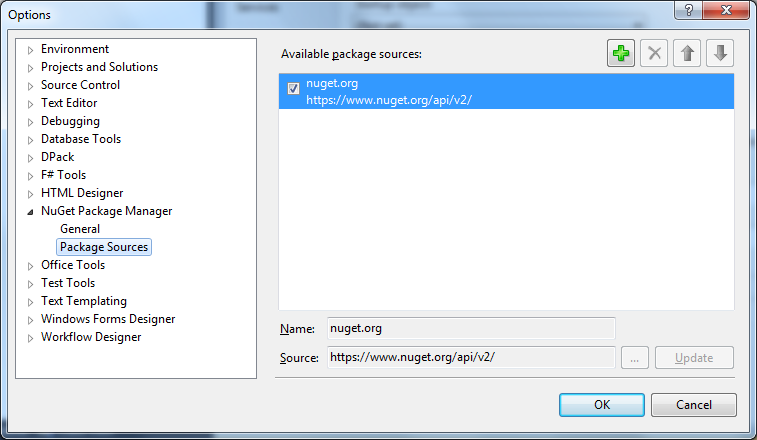 Options
?
Environment
Projects and Solutions
Source Control
Text Editor
Debugging
Database Tools
DPack
F# Tools
HTML Designer
NuGet Package Manager
General
Package Sources
Office Tools
Test Tools
Text Templating
Windows Forms Designer
Workflow Designer
Available package sources:
nuget.org
https://www.nuget.org/api/v2/
Name: nuget.org
Source: https://www.nuget.org/api/v2/ ... Update
OK Cancel